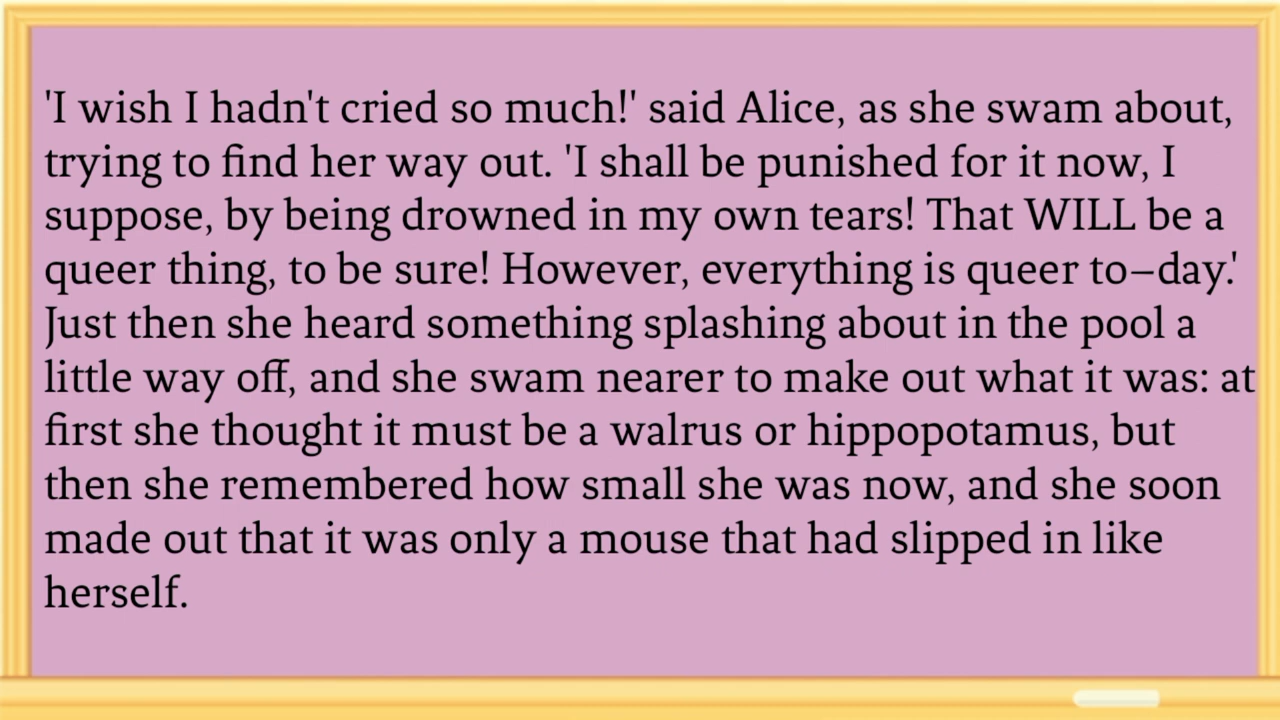 'I wish I hadn't cried so much!' said Alice, as she swam about,
trying to find her way out. 'I shall be punished for it now, I
suppose, by being drowned in my own tears! That WILL be a
queer thing, to be sure! However, everything is queer to–day.'
Just then she heard something splashing about in the pool a
little way off, and she swam nearer to make out what it was: at
first she thought it must be a walrus or hippopotamus, but
then she remembered how small she was now, and she soon
made out that it was only a mouse that had slipped in like
herself.